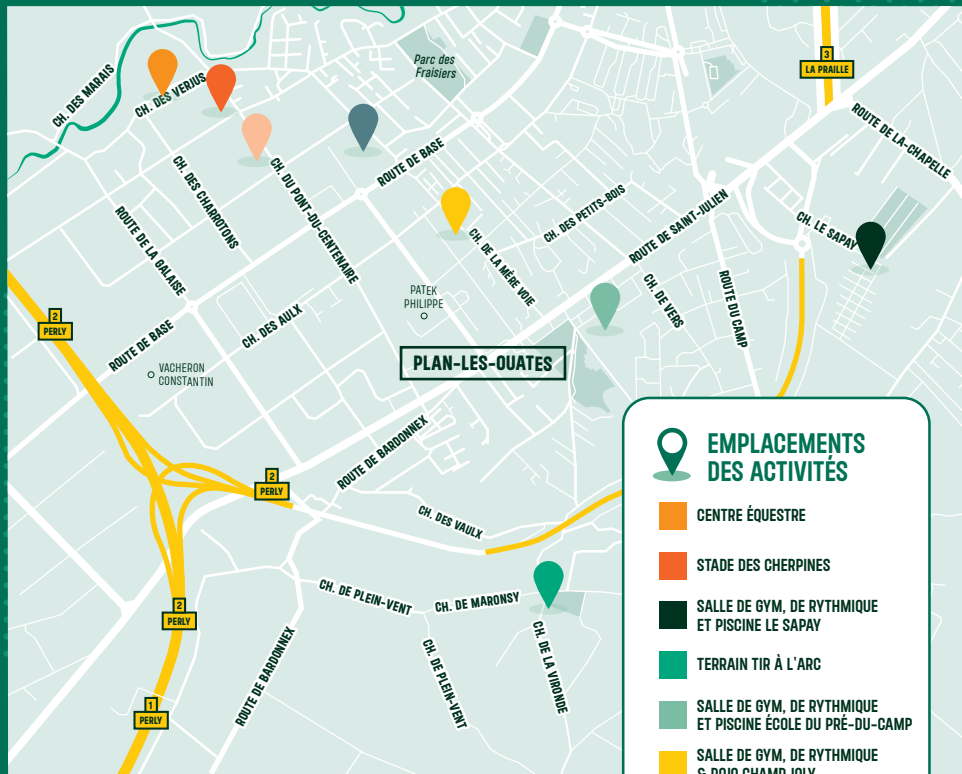 Parc des
Fraisiers
3
LA PRAILLE
CH. DES MARAIS
CH. DES VERJUS
ROUTE DE LA-CHAPELLE
CH. DES CHARROTONS
CH. DU PONT-DU-CENTENAIRE
ROUTE DE BASE
CH. DES PETITS-BOIS
ROUTE DE SAINT-JULIEN
CH. LE SAPAY
ROUTE DE LA GALAISE
CH. DE LA MÈRE VOIE
CH. DE VERS
ROUTE DU CAMP
PATEK
PHILIPPE
2
PERLY
ROUTE DE BASE
CH. DES AULX
VACHERON
CONSTANTIN
PLAN-LES-OUATES
ROUTE DE BARDONNEX
2
PERLY
CH. DES VAULX
2
PERLY
CH. DE PLEIN-VENT
CH. DE MARONSY
ROUTE DE BARDONNEX
CH. DE PLEIN-VENT
CH. DE LA VIRONDE
1
PERLY
EMPLACEMENTS
DES ACTIVITÉS
CENTRE ÉQUESTRE
STADE DES CHERPINES
SALLE DE GYM, DE RYTHMIQUE
ET PISCINE LE SAPAY
TERRAIN TIR À L'ARC
SALLE DE GYM, DE RYTHMIQUE
ET PISCINE ÉCOLE DU PRÉ-DU-CAMP
SALLE DE GYM, DE RYTHMIQUE
& DOJO CHAMP JOLY